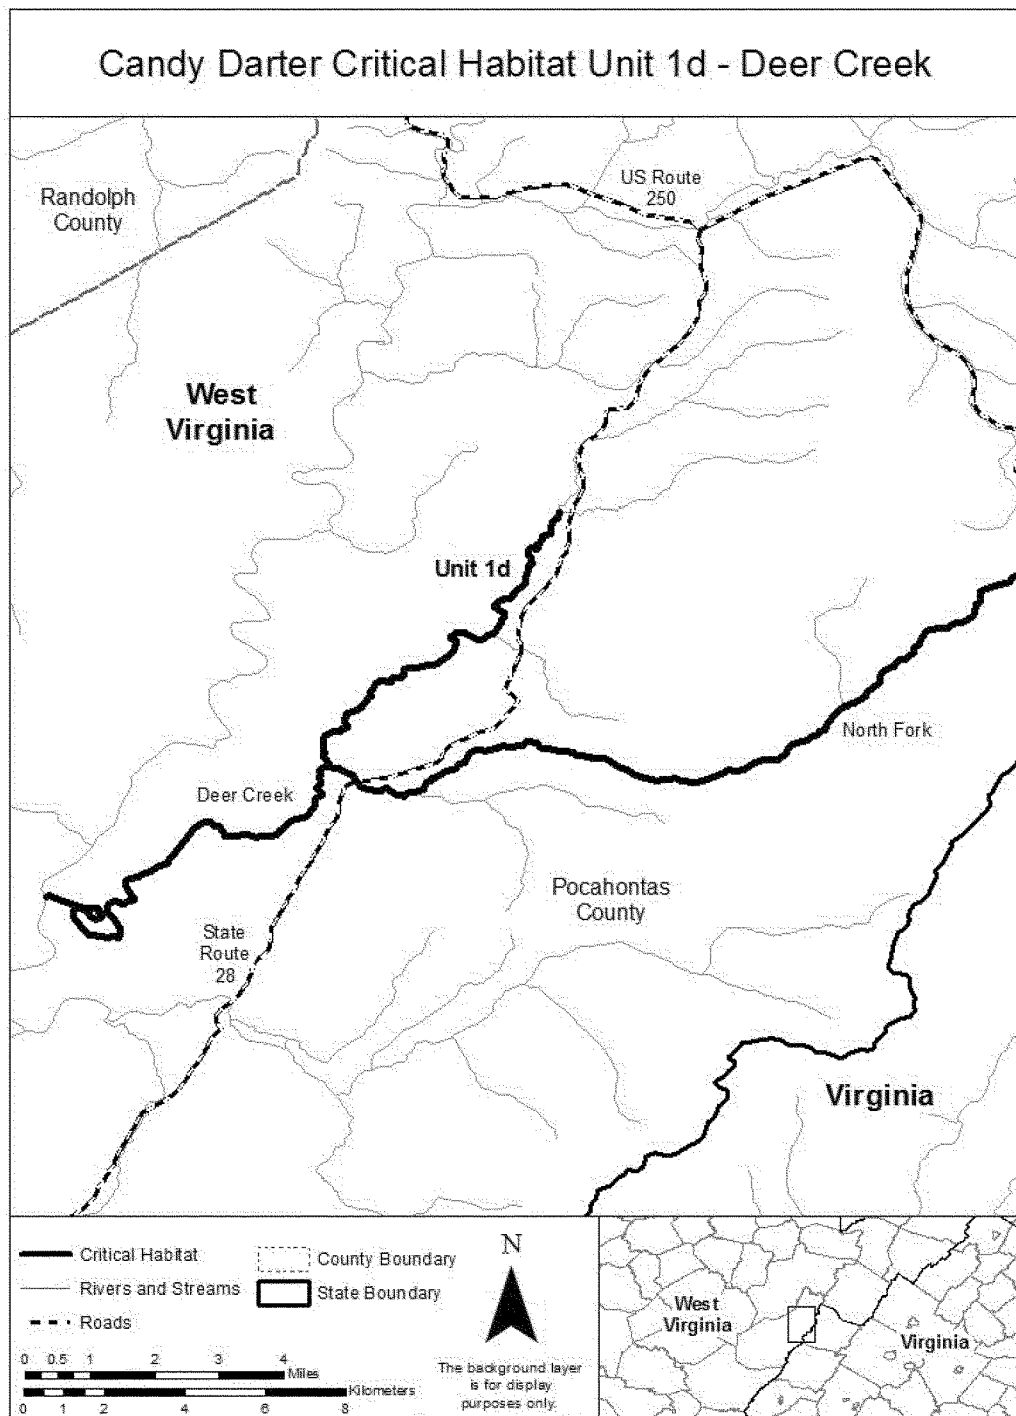 Candy Darter Critical Habitat Unit 1d - Deer Creek
US Route
250
Randolph
County
West
Virginia
Unit 1d
North Fork
Deer Creek
Pocahontas
County
State
Route
28
Virginia
Critical Habitat
Rivers and Streams
Roads
County Boundary
State Boundary
0 0.5 1 2 3 4
Miles
Kilometers
0 1 2 4 6 8
N
The background layer
is for display
purposes only.
West
Virginia
Virginia